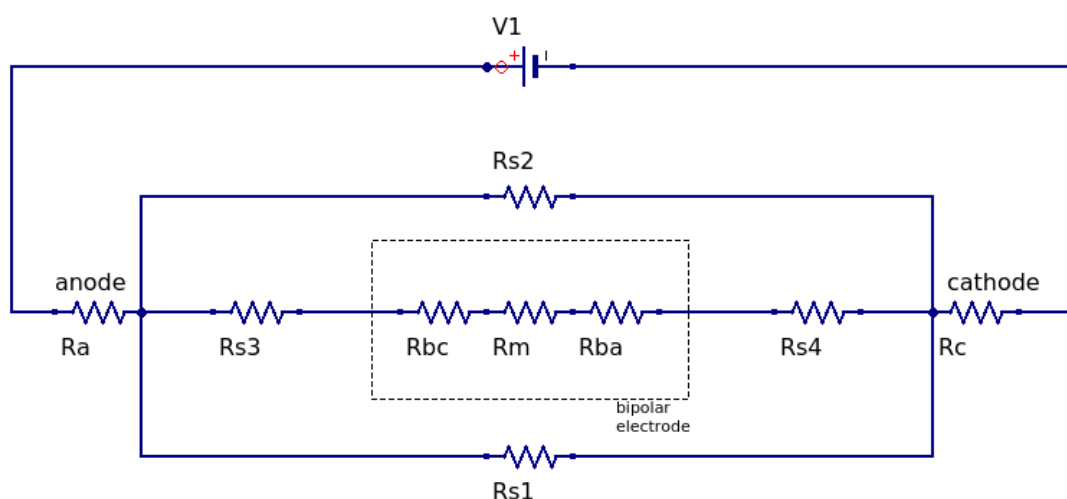 V1
+
I
Rs2
anode
cathode
Ra
Rs3
Rbc
Rm
Rba
Rs4
Rc
bipolar
electrode
Rs1